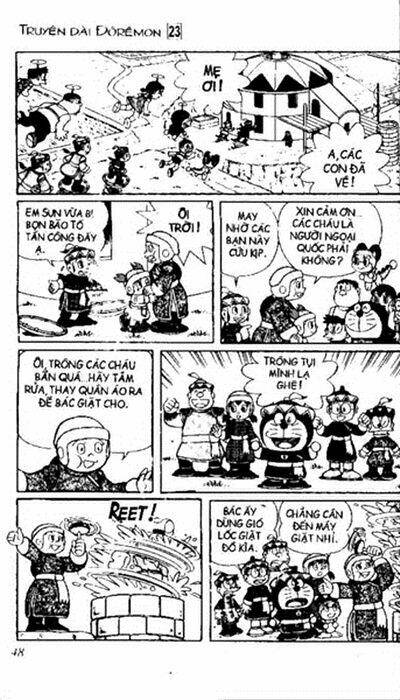 TRUYỆN DÀI ĐÔRÊMON 23
MẸ
ƠI!
A, CÁC
CON ĐÃ
VỀ!
EM SUN VỪA BỊ
BỌN BÃO TỐ
TẤN CÔNG ĐẤY
Ạ.
ÔI
TRỜI!
MAY
NHỜ CÁC
BẠN NÀY
CỨU KỊP.
XIN CẢM ƠN...
CÁC CHÁU LÀ
NGƯỜI NGOẠI
QUỐC PHẢI
KHÔNG?
ÔI, TRÔNG CÁC CHÁU
BẨN QUÁ. HÃY TẮM
RỬA, THAY QUẦN ÁO RA
ĐỂ BÁC GIẶT CHO.
TRÔNG TỤI
MÌNH LẠ
GHÊ!
REET!
BÁC ẤY
DÙNG GIÓ
LỐC GIẶT
ĐỒ KÌA.
CHẲNG CẦN
ĐẾN MÁY
GIẶT NHỈ.
48